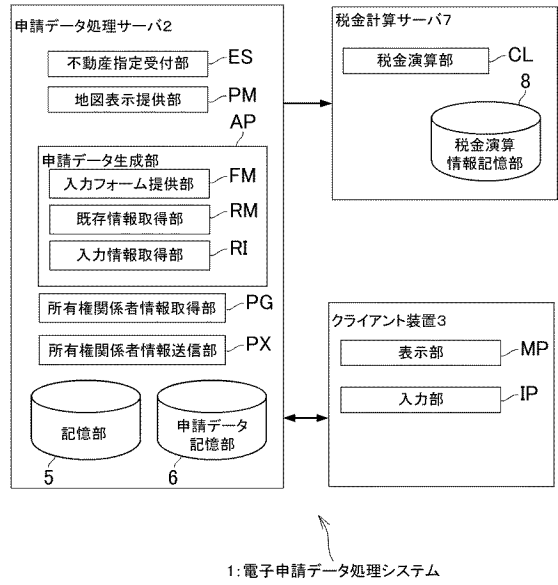 申請データ処理サーバ2
不動産指定受付部 ES
地図表示提供部 PM
AP
申請データ生成部
入力フォーム提供部 FM
既存情報取得部 RM
入力情報取得部 RI
所有権関係者情報取得部 PG
所有権関係者情報送信部 PX
記憶部
5
申請データ
記憶部
6
税金計算サーバ7
税金演算部 CL
8
税金演算
情報記憶部
クライアント装置3
表示部 MP
入力部 IP
1:電子申請データ処理システム